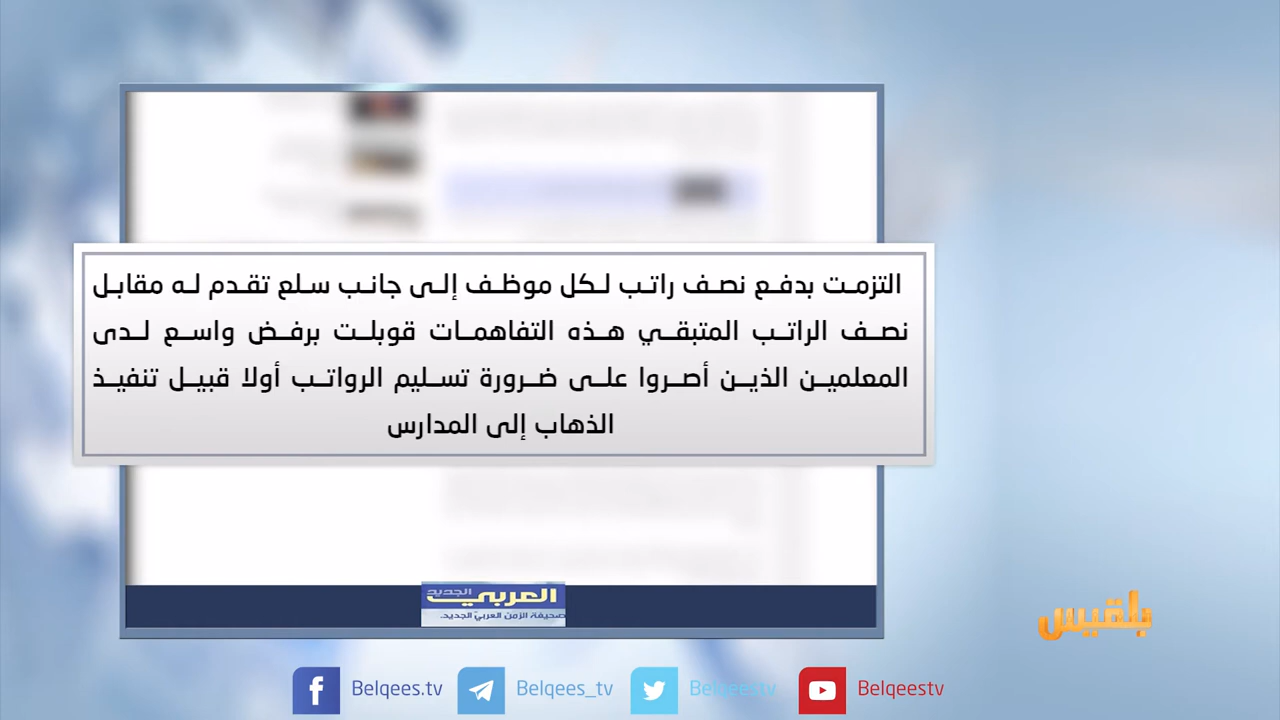 التزمت بدفع نصف راتب لكل موظف إلى جانب سلع تقدم له مقابل
نصف الراتب المتبقي هذه التفاهمات قوبلت برفض واسع لدى
المعلمين الذين أصروا على ضرورة تسليم الرواتب أولا قبيل تنفيذ
الذهاب إلى المدارس
العربي الجديد
صحيفة الزمن العربيّ الجديد.
بلقيس
Belqees.tv Belqees_tv Belqeestv Belqeestv